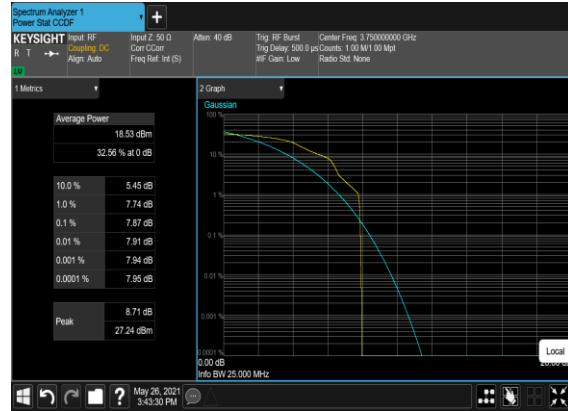 Spectrum Analyzer 1
Power Stat CCDF
KEYSIGHT
R T
LXI
Input: RF
Coupling: DC
Align: Auto
Input Z: 50 Ω
Corr CCorr
Freq Ref: Int (S)
Atten: 40 dB
Trig: RF Burst
Trig Delay: 500.0 µs
#IF Gain: Low
Center Freq: 3.750000000 GHz
Counts: 1.00 M/1.00 Mpt
Radio Std: None
1 Metrics
Average Power
18.53 dBm
32.56 % at 0 dB
10.0 % 5.45 dB
1.0 % 7.74 dB
0.1 % 7.87 dB
0.01 % 7.91 dB
0.001 % 7.94 dB
0.0001 % 7.95 dB
Peak
8.71 dB
27.24 dBm
2 Graph
Gaussian
100 %
10 %
1 %
0.1 %
0.01 %
0.001 %
0.0001 %
0.00 dB
Info BW 25.000 MHz
Local
?
May 26, 2021
3:43:30 PM